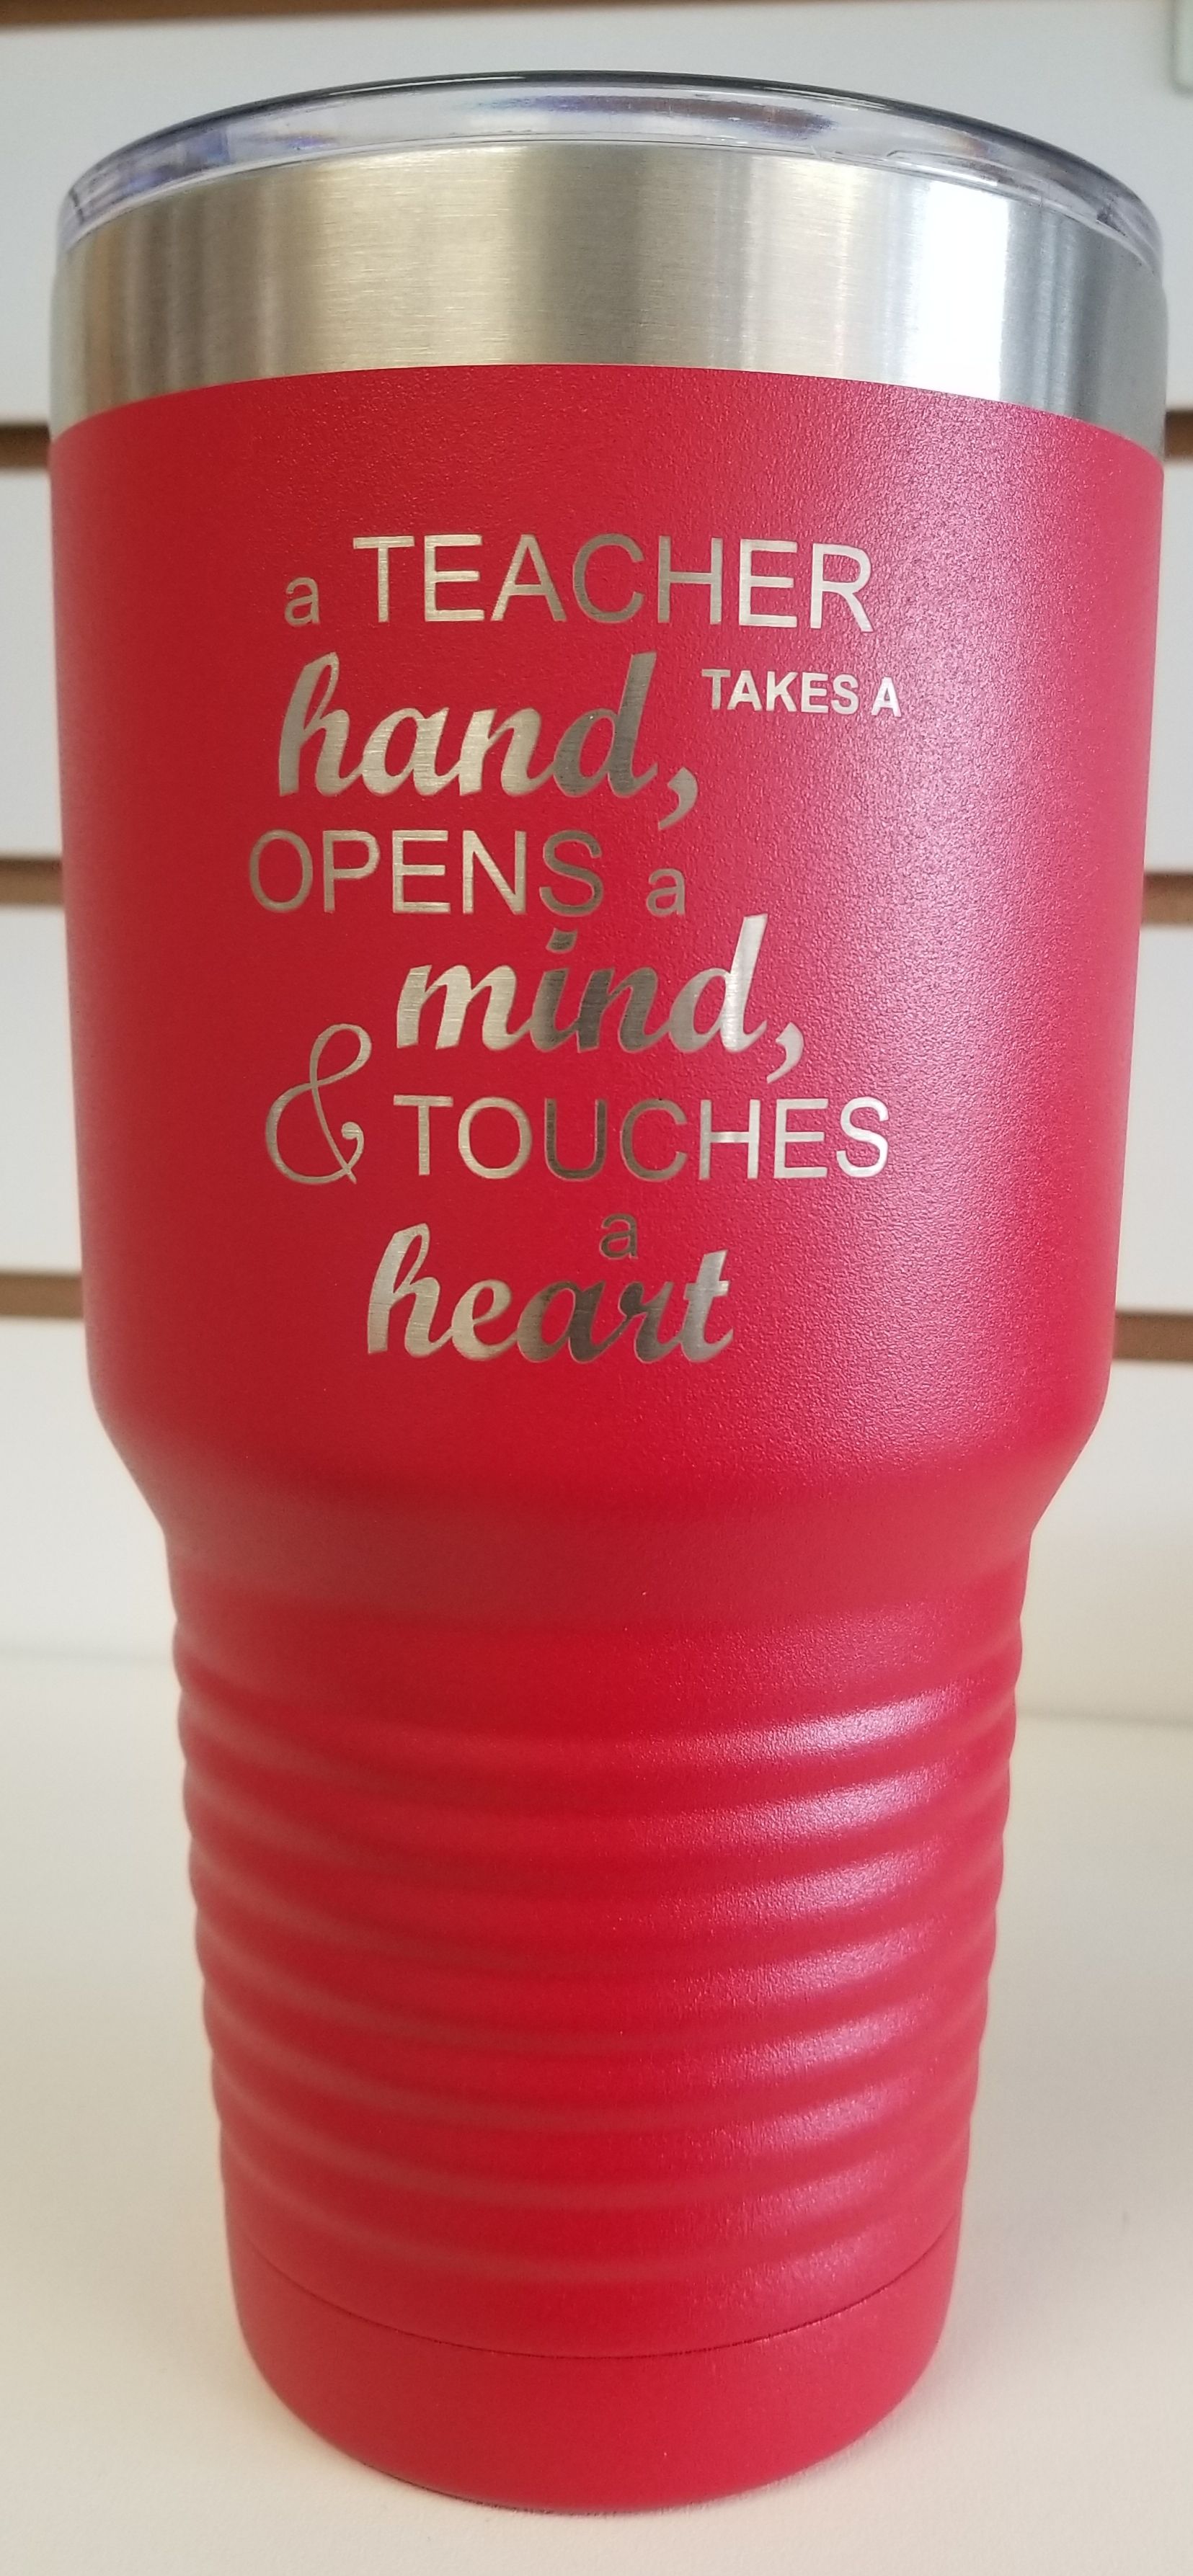 a TEACHER
TAKES A
hand,
OPENS a
mind,
& TOUCHES
a
heart